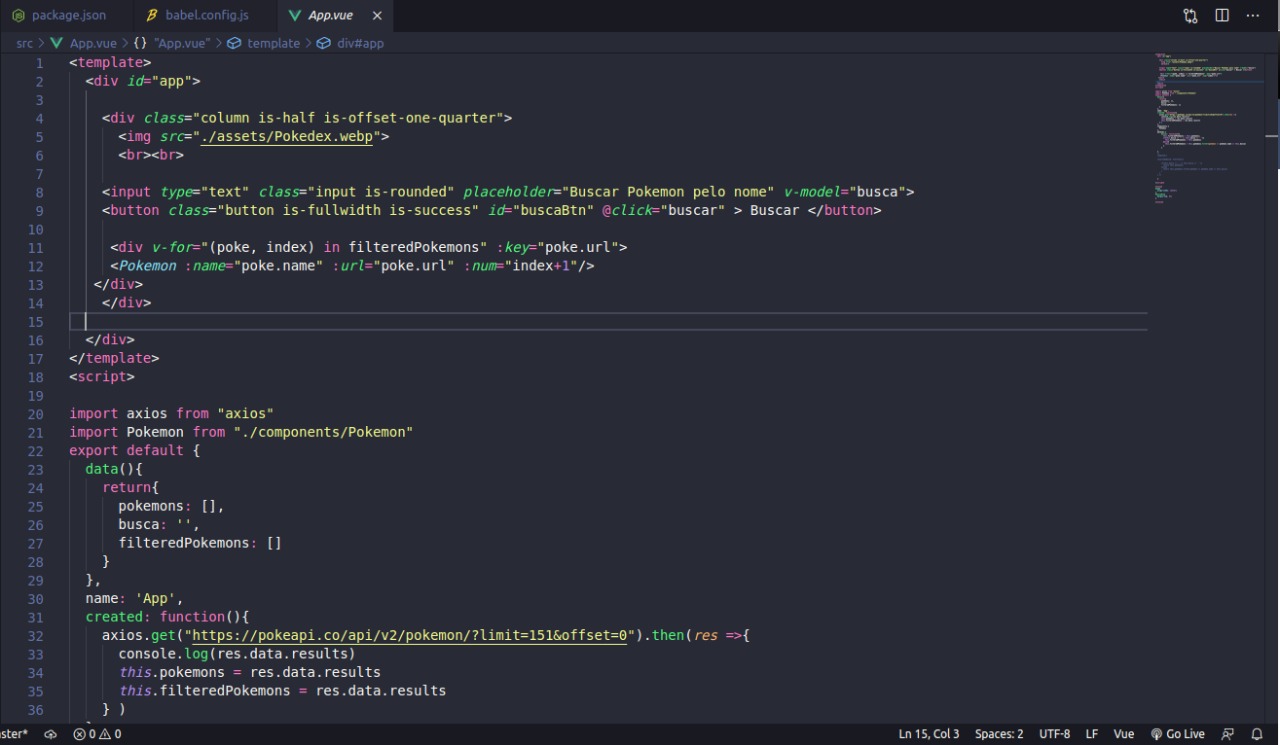 package.json babel.config.js App.vue
src > App.vue > {} "App.vue" > template > div#app
1 <template>
2 <div id="app">
3
4 <div class="column is-half is-offset-one-quarter">
5 <img src="./assets/Pokedex.webp">
6 <br><br>
7
8 <input type="text" class="input is-rounded" placeholder="Buscar Pokemon pelo nome" v-model="busca">
9 <button class="button is-fullwidth is-success" id="buscaBtn" @click="buscar" > Buscar </button>
10
11 <div v-for="(poke, index) in filteredPokemons" :key="poke.url">
12 <Pokemon :name="poke.name" :url="poke.url" :num="index+1"/>
13 </div>
14 </div>
15
16 </div>
17 </template>
18 <script>
19
20 import axios from "axios"
21 import Pokemon from "./components/Pokemon"
22 export default {
23 data(){
24 return{
25 pokemons: [],
26 busca: '',
27 filteredPokemons: []
28 }
29 },
30 name: 'App',
31 created: function(){
32 axios.get("https://pokeapi.co/api/v2/pokemon/?limit=151&offset=0").then(res =>{
33 console.log(res.data.results)
34 this.pokemons = res.data.results
35 this.filteredPokemons = res.data.results
36 } )
ster* 0 0 Ln 15, Col 3 Spaces: 2 UTF-8 LF Vue Go Live